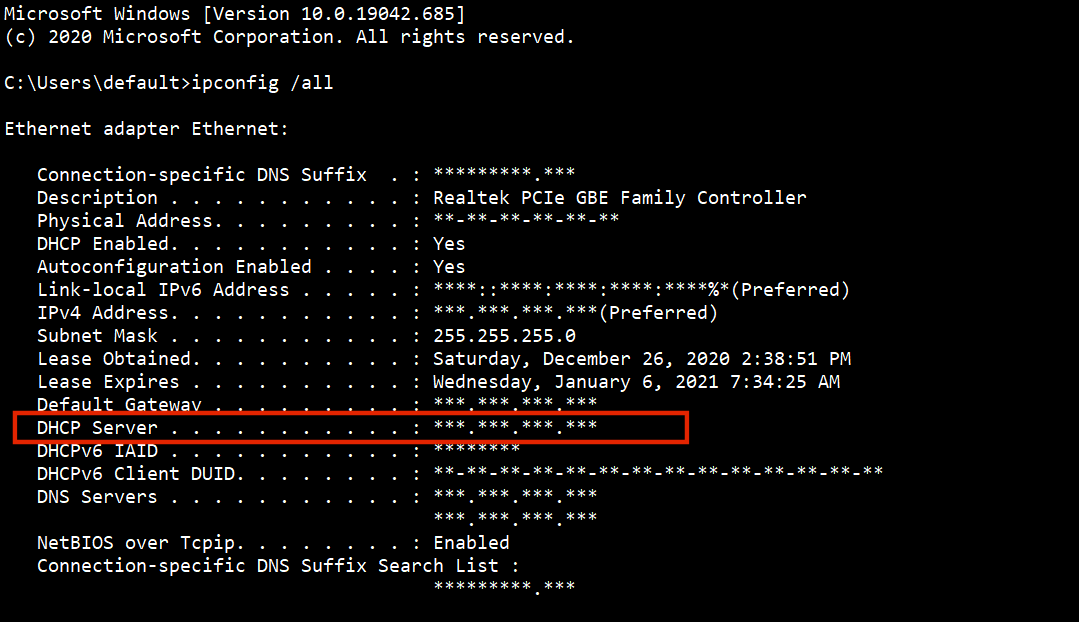 Microsoft Windows [Version 10.0.19042.685]
(c) 2020 Microsoft Corporation. All rights reserved.
C:\Users\default>ipconfig /all
Ethernet adapter Ethernet:
Connection-specific DNS Suffix  . : *********.***
Description . . . . . . . . . . . : Realtek PCIe GBE Family Controller
Physical Address. . . . . . . . . : **-**-**-**-**-**
DHCP Enabled. . . . . . . . . . . : Yes
Autoconfiguration Enabled . . . . : Yes
Link-local IPv6 Address . . . . . : ****::****:****:****:****%*(Preferred)
IPv4 Address. . . . . . . . . . . : ***.***.***.***(Preferred)
Subnet Mask . . . . . . . . . . . : 255.255.255.0
Lease Obtained. . . . . . . . . . : Saturday, December 26, 2020 2:38:51 PM
Lease Expires . . . . . . . . . . : Wednesday, January 6, 2021 7:34:25 AM
Default Gateway . . . . . . . . . : ***.***.***.***
DHCP Server . . . . . . . . . . . : ***.***.***.***
DHCPv6 IAID . . . . . . . . . . . : ********
DHCPv6 Client DUID. . . . . . . . : **-**-**-**-**-**-**-**-**-**-**-**-**-**
DNS Servers . . . . . . . . . . . : ***.***.***.***
***.***.***.***
NetBIOS over Tcpip. . . . . . . . : Enabled
Connection-specific DNS Suffix Search List :
*********.***